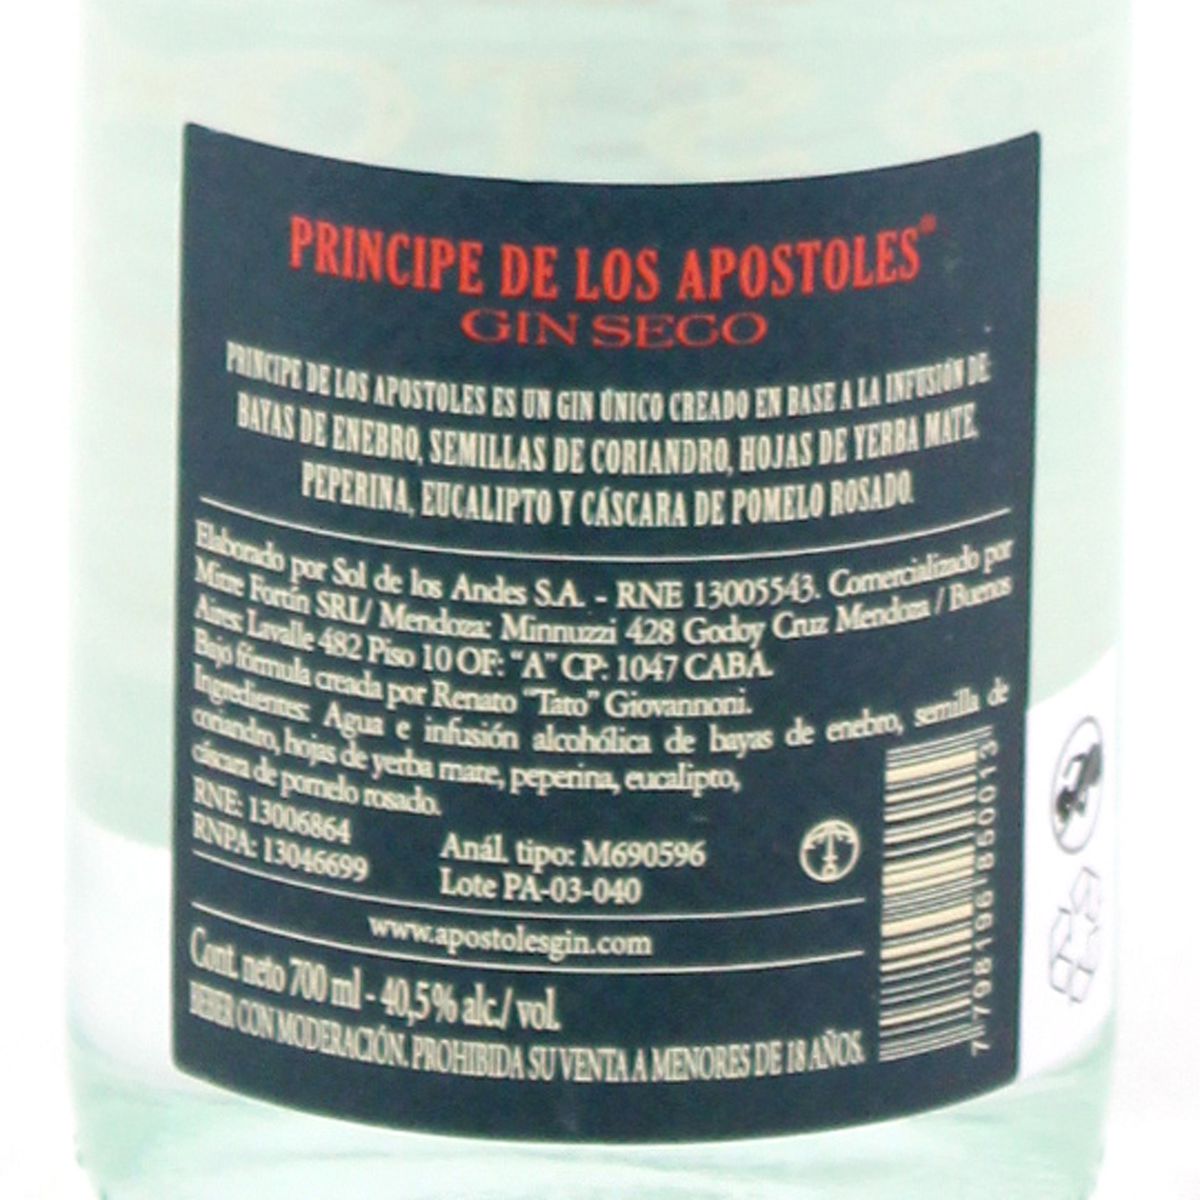 PRINCIPE DE LOS APOSTOLES
GIN SECO
PRINCIPE DE LOS APOSTOLES ES UN GIN ÚNICO CREADO EN BASE A LA INFUSIÓN DE:
BAYAS DE ENEBRO, SEMILLAS DE CORIANDRO, HOJAS DE YERBA MATE,
PEPERINA, EUCALIPTO Y CÁSCARA DE POMELO ROSADO.
Elaborado por Sol de los Andes S.A. - RNE 13005543. Comercializado por
Mitre Fortín SRL/ Mendoza: Minnuzzi 428 Godoy Cruz Mendoza / Buenos
Aires: Lavalle 482 Piso 10 OF: "A" CP: 1047 CABA.
Bajo fórmula creada por Renato "Tato" Giovannoni.
Ingredientes: Agua e infusión alcohólica de bayas de enebro, semilla de
coriandro, hojas de yerba mate, peperina, eucalipto,
cáscara de pomelo rosado.
RNE: 13006864
RNPA: 13046699
Anál. tipo: M690596
Lote PA-03-040
www.apostolesgin.com
Cont. neto 700 ml - 40,5% alc./ vol.
BEBER CON MODERACIÓN. PROHIBIDA SU VENTA A MENORES DE 18 AÑOS.
7 798196 850013